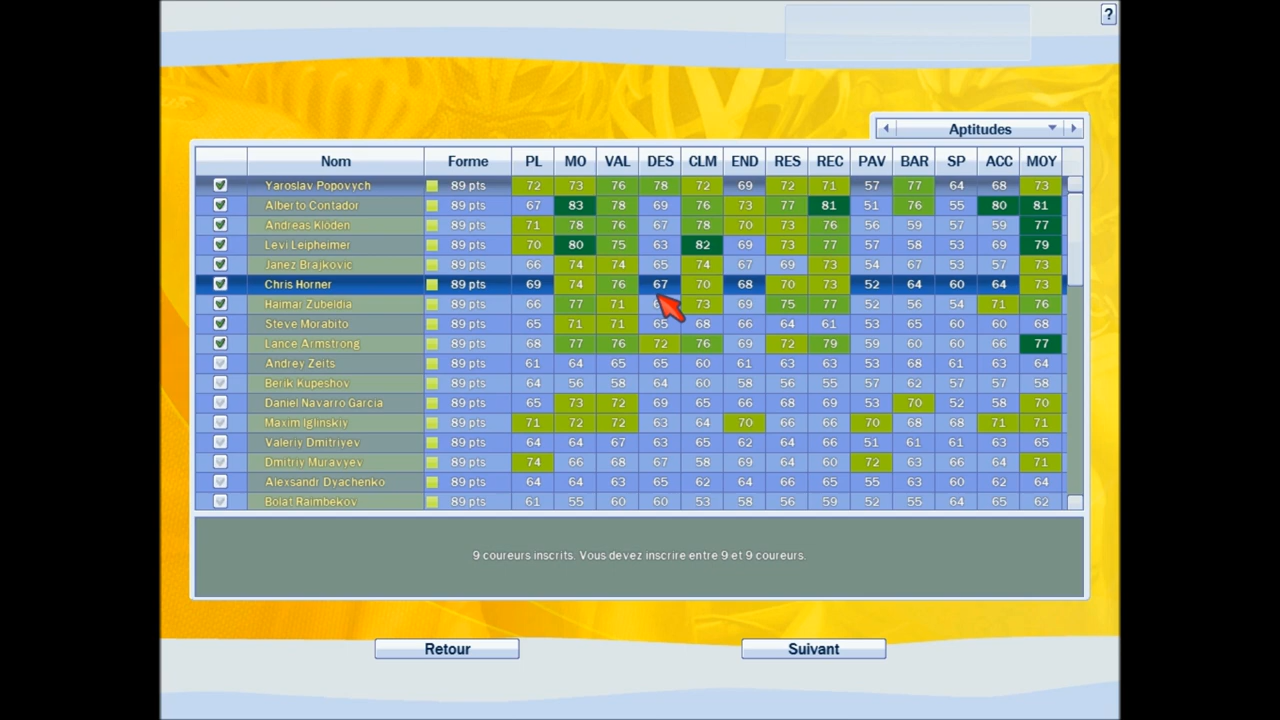 ?
Aptitudes
Nom Forme PL MO VAL DES CLM END RES REC PAV BAR SP ACC MOY
Yaroslav Popovych 89 pts 72 73 76 78 72 69 72 71 57 77 64 68 73
Alberto Contador 89 pts 67 83 78 69 76 73 77 81 51 76 55 80 81
Andreas Klöden 89 pts 71 78 76 67 78 70 73 76 56 59 57 59 77
Levi Leipheimer 89 pts 70 80 75 63 82 69 73 77 57 58 53 69 79
Janez Brajkovic 89 pts 66 74 74 65 74 67 69 73 54 67 53 57 73
Chris Horner 89 pts 69 74 76 67 70 68 70 73 52 64 60 64 73
Haimar Zubeldia 89 pts 66 77 71 73 69 75 77 52 56 54 71 76
Steve Morabito 89 pts 65 71 71 65 68 66 64 61 53 65 60 60 68
Lance Armstrong 89 pts 68 77 76 72 76 69 72 79 59 60 60 66 77
Andrey Zeits 89 pts 61 64 65 65 60 61 63 63 53 68 61 63 64
Berik Kupeshov 89 pts 64 56 58 64 60 58 56 55 57 62 57 57 58
Daniel Navarro Garcia 89 pts 65 73 72 69 65 66 68 69 53 70 52 58 70
Maxim Iglinskiy 89 pts 71 72 72 63 64 70 66 66 70 68 68 71 71
Valeriy Dmitriyev 89 pts 64 64 67 63 65 62 64 66 51 61 61 63 65
Dmitriy Muravyev 89 pts 74 66 68 67 58 69 64 60 72 63 66 64 71
Alexsandr Dyachenko 89 pts 64 64 63 65 62 64 66 65 55 63 60 62 64
Bolat Raimbekov 89 pts 61 55 60 60 53 58 56 59 52 55 64 65 62
9 coureurs inscrits. Vous devez inscrire entre 9 et 9 coureurs.
Retour Suivant